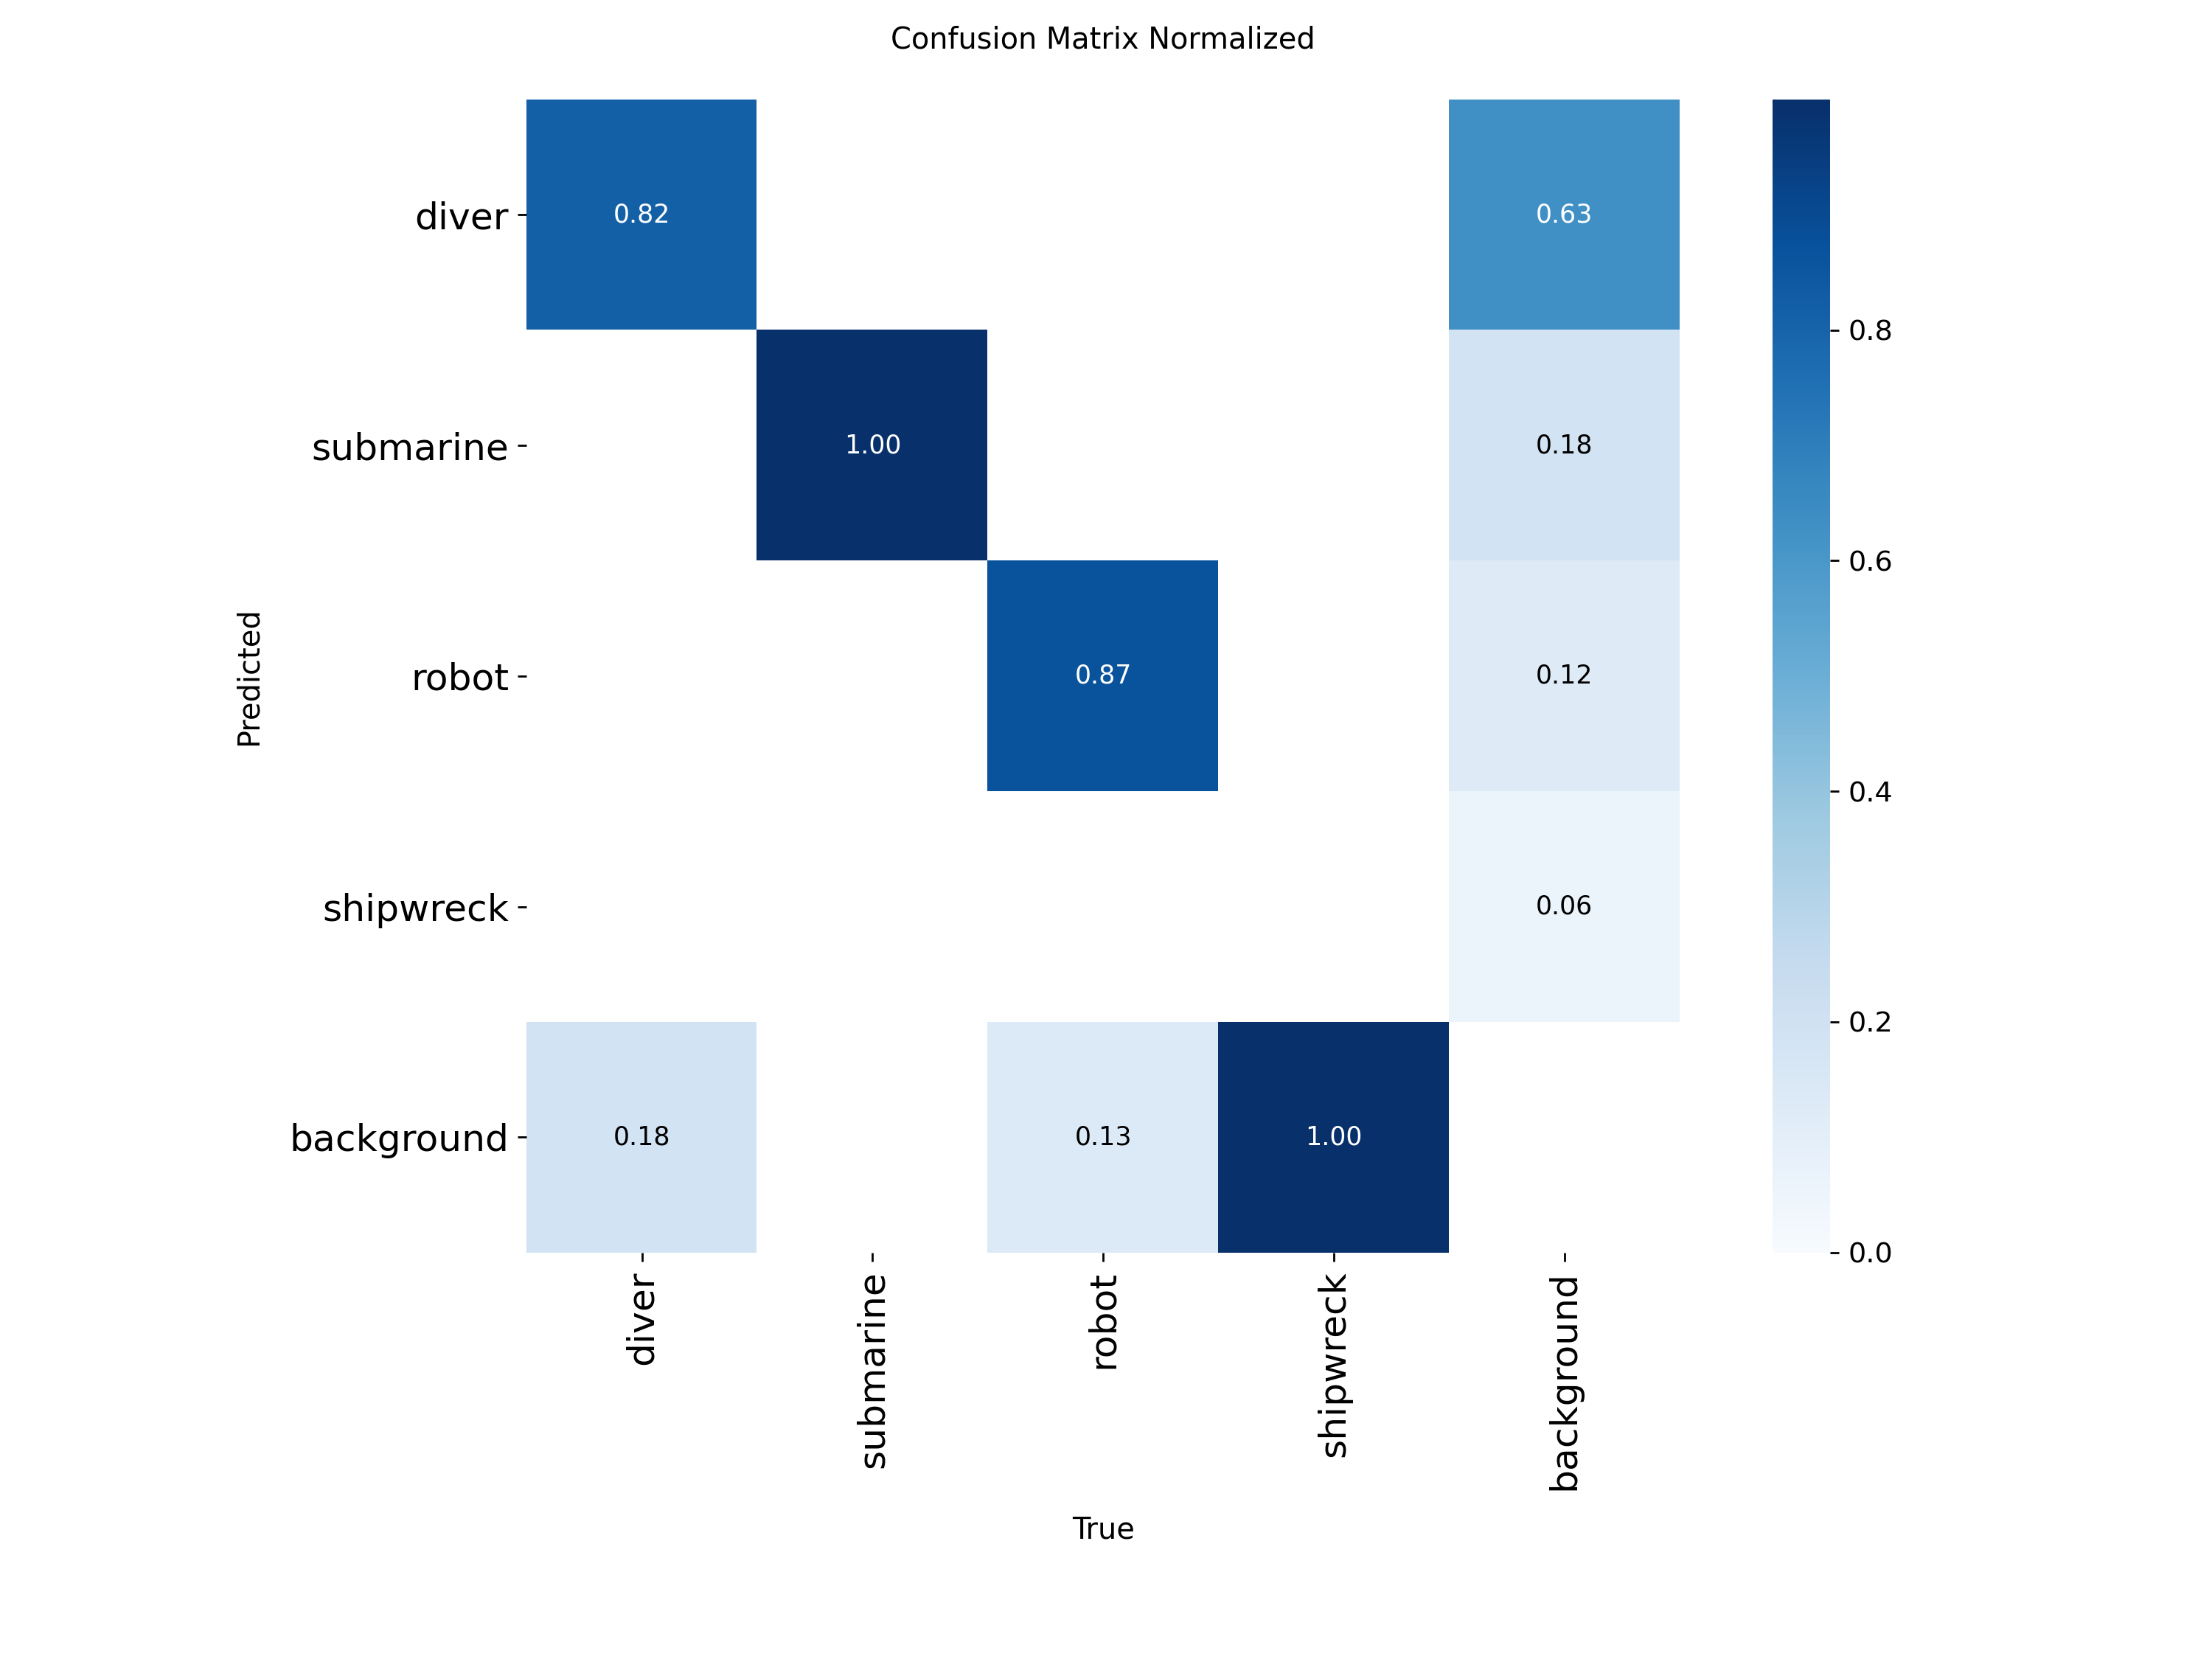 Confusion Matrix Normalized
diver
0.82
0.63
0.8
submarine
1.00
0.18
0.6
Predicted
robot
0.87
0.12
0.4
shipwreck
0.06
0.2
background
0.18
0.13
1.00
0.0
diver
submarine
robot
shipwreck
background
True